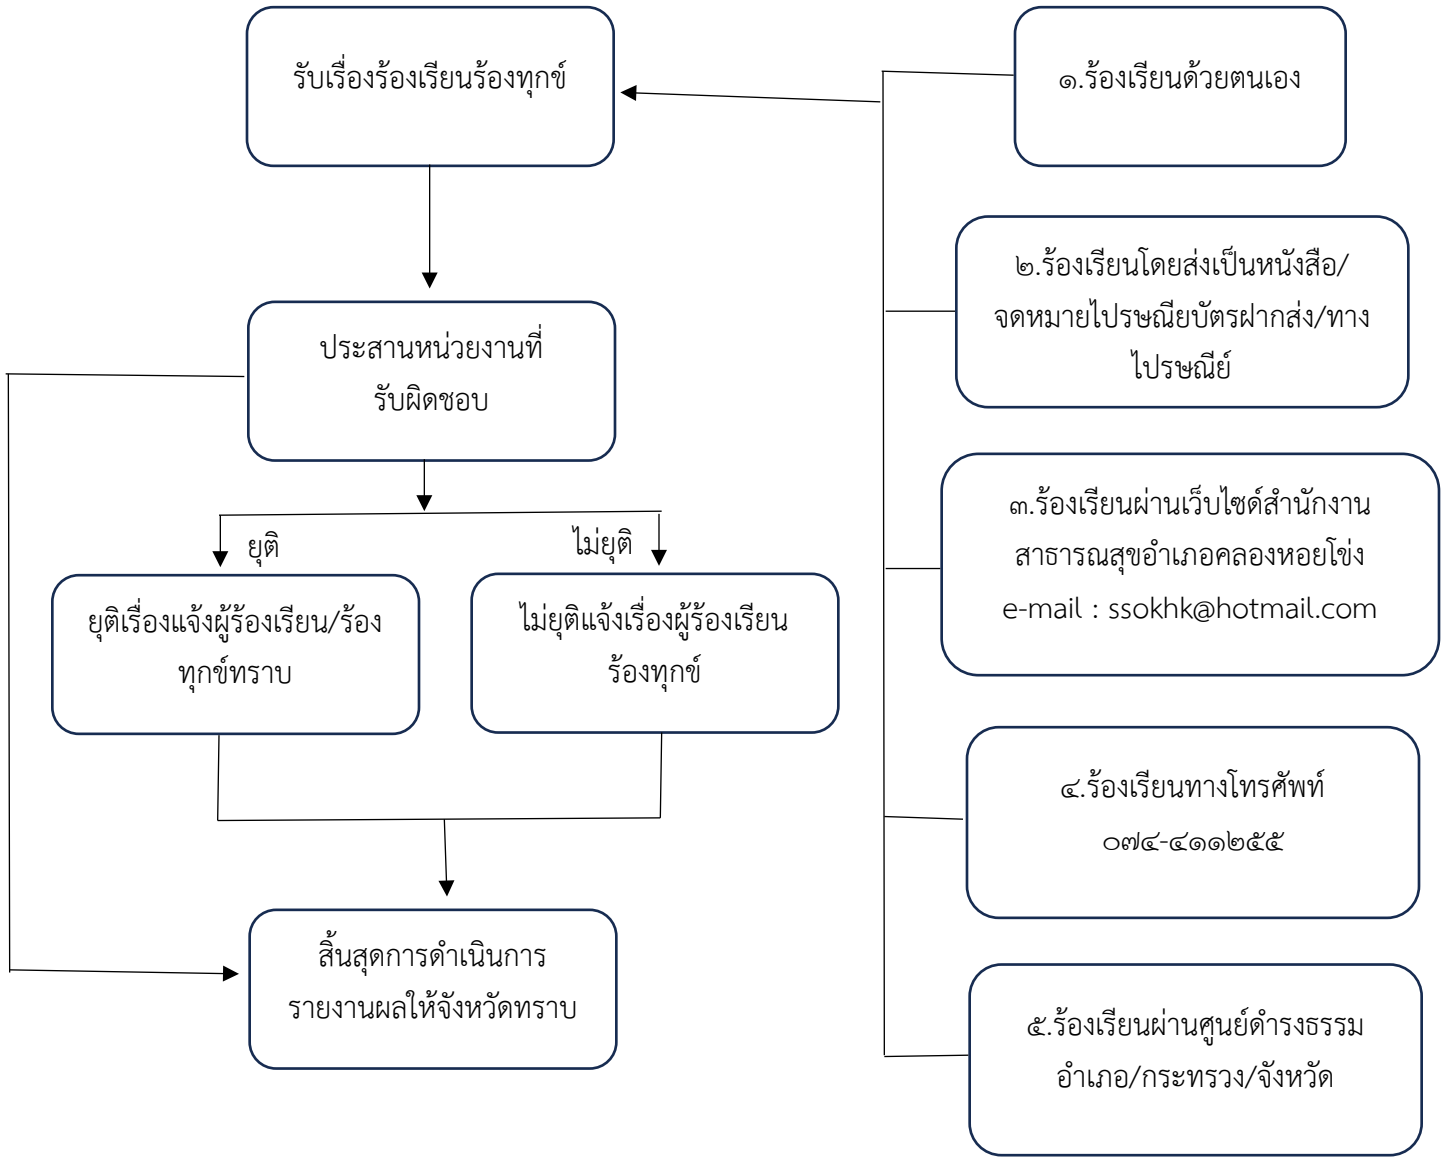 รับเรื่องร้องเรียนร้องทุกข์
ประสานหน่วยงานที่
รับผิดชอบ
ยุติ
ไม่ยุติ
ยุติเรื่องแจ้งผู้ร้องเรียน/ร้อง
ทุกข์ทราบ
ไม่ยุติแจ้งเรื่องผู้ร้องเรียน
ร้องทุกข์
สิ้นสุดการดำเนินการ
รายงานผลให้จังหวัดทราบ
๑.ร้องเรียนด้วยตนเอง
๒.ร้องเรียนโดยส่งเป็นหนังสือ/
จดหมายไปรษณียบัตรฝากส่ง/ทาง
ไปรษณีย์
๓.ร้องเรียนผ่านเว็บไซด์สำนักงาน
สาธารณสุขอำเภอคลองหอยโข่ง
e-mail : ssokhk@hotmail.com
๔.ร้องเรียนทางโทรศัพท์
๐๗๔-๔๑๑๒๕๕
๕.ร้องเรียนผ่านศูนย์ดำรงธรรม
อำเภอ/กระทรวง/จังหวัด